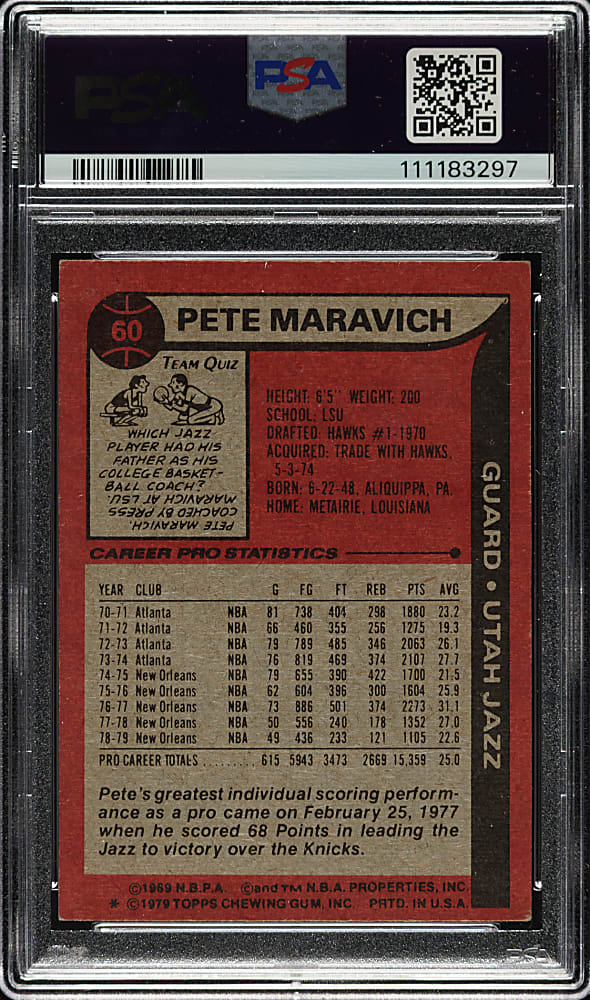 PSA
PSA
111183297
60
PETE MARAVICH
TEAM QUIZ
WHICH JAZZ
PLAYER HAD HIS
FATHER AS HIS
COLLEGE BASKET-
BALL COACH?
PETE MARAVICH,
COACHED BY PRESS
MARAVICH AT LSU.
HEIGHT: 6'5" WEIGHT: 200
SCHOOL: LSU
DRAFTED: HAWKS #1-1970
ACQUIRED: TRADE WITH HAWKS,
5-3-74
BORN: 6-22-48, ALIQUIPPA, PA.
HOME: METAIRIE, LOUISIANA
GUARD • UTAH JAZZ
CAREER PRO STATISTICS
YEAR CLUB G FG FT REB PTS AVG
70-71 Atlanta NBA 81 738 404 298 1880 23.2
71-72 Atlanta NBA 66 460 355 256 1275 19.3
72-73 Atlanta NBA 79 789 485 346 2063 26.1
73-74 Atlanta NBA 76 819 469 374 2107 27.7
74-75 New Orleans NBA 79 655 390 422 1700 21.5
75-76 New Orleans NBA 62 604 396 300 1604 25.9
76-77 New Orleans NBA 73 886 501 374 2273 31.1
77-78 New Orleans NBA 50 556 240 178 1352 27.0
78-79 New Orleans NBA 49 436 233 121 1105 22.6
PRO CAREER TOTALS ......... 615 5943 3473 2669 15,359 25.0
Pete's greatest individual scoring perform-
ance as a pro came on February 25, 1977
when he scored 68 Points in leading the
Jazz to victory over the Knicks.
©1969 N.B.P.A. ©and TM N.B.A. PROPERTIES, INC.
* ©1979 TOPPS CHEWING GUM, INC. PRTD. IN U.S.A.
PSA